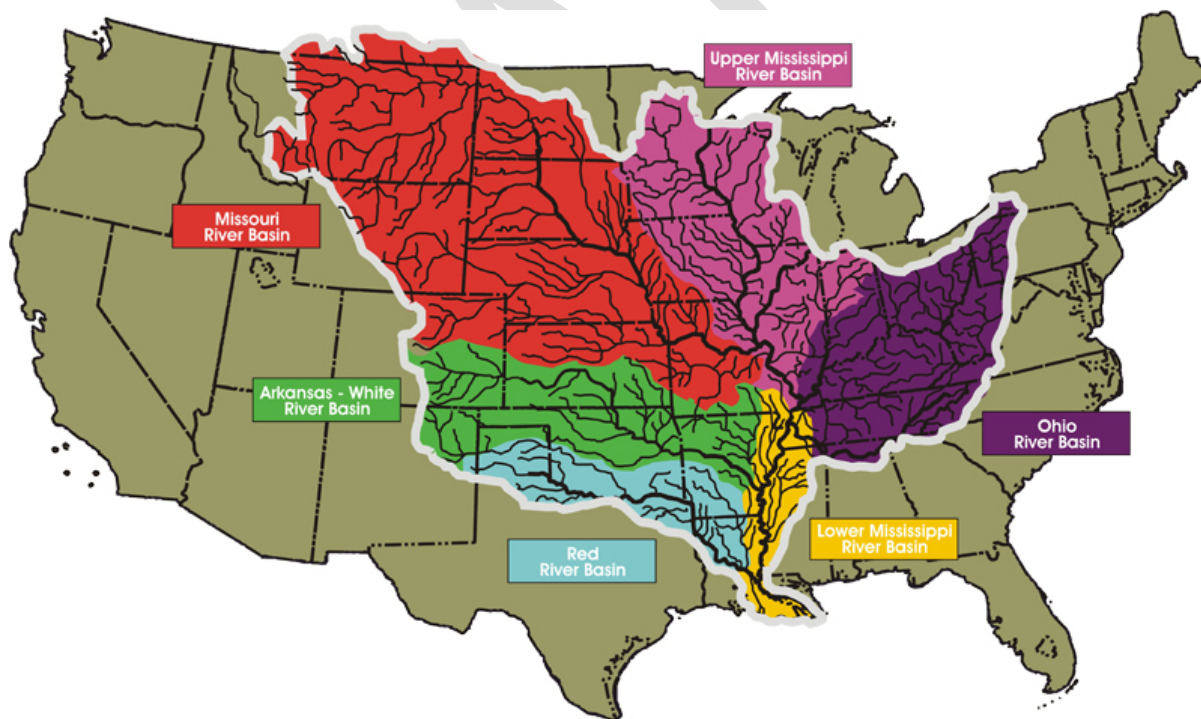 Upper Mississippi
River Basin
Missouri
River Basin
Arkansas - White
River Basin
Ohio
River Basin
Lower Mississippi
River Basin
Red
River Basin